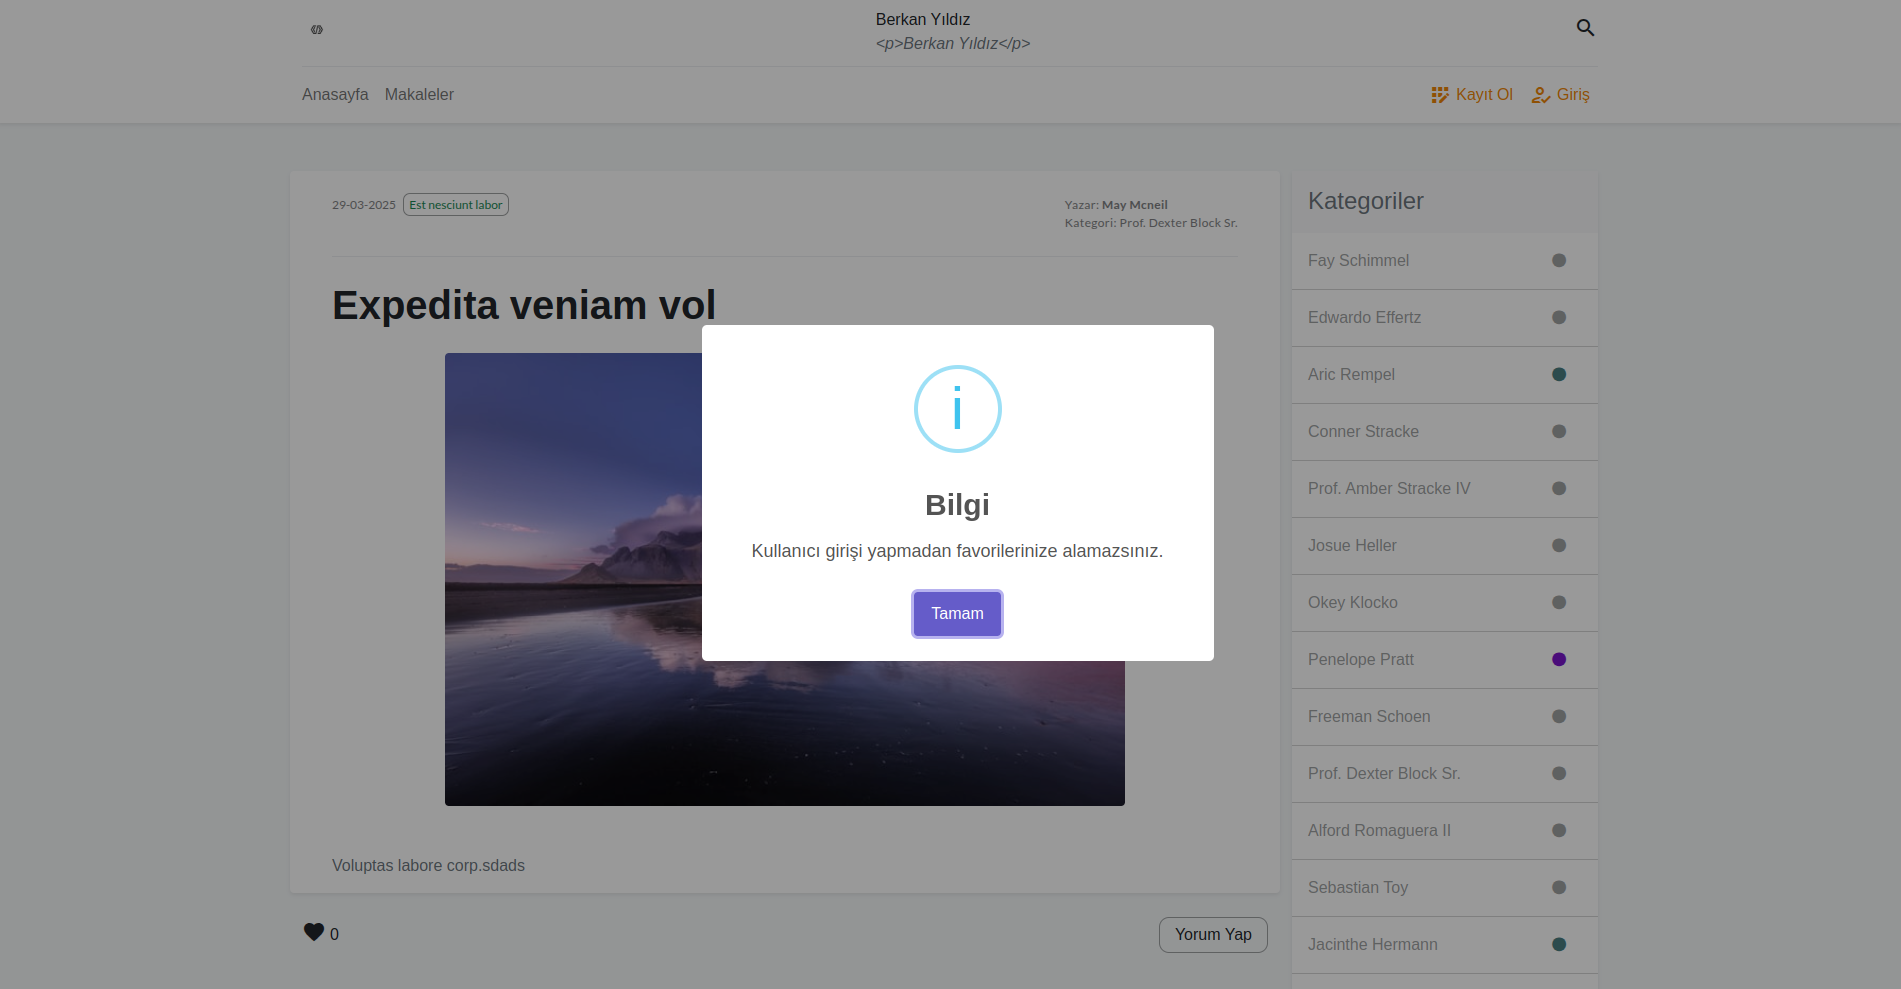 Berkan Yıldız
<p>Berkan Yıldız</p>
Anasayfa
Makaleler
Kayıt Ol
Giriş
29-03-2025
Est nesciunt labor
Yazar: May Mcneil
Kategori: Prof. Dexter Block Sr.
Expedita veniam vol
Bilgi
Kullanıcı girişi yapmadan favorilerinize alamazsınız.
Tamam
Voluptas labore corp.sdads
0
Yorum Yap
Kategoriler
Fay Schimmel
Edwardo Effertz
Aric Rempel
Conner Stracke
Prof. Amber Stracke IV
Josue Heller
Okey Klocko
Penelope Pratt
Freeman Schoen
Prof. Dexter Block Sr.
Alford Romaguera II
Sebastian Toy
Jacinthe Hermann